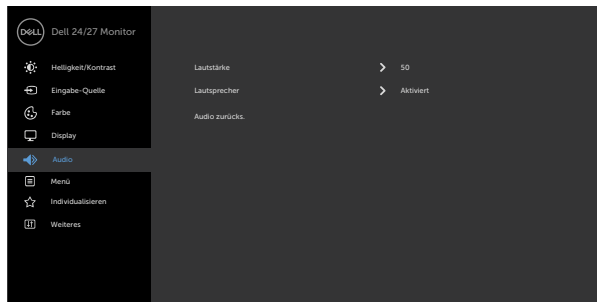 DELL Dell 24/27 Monitor
Helligkeit/Kontrast
Lautstärke 50
Eingabe-Quelle
Lautsprecher Aktiviert
Farbe
Audio zurücks.
Display
Audio
Menü
Individualisieren
Weiteres